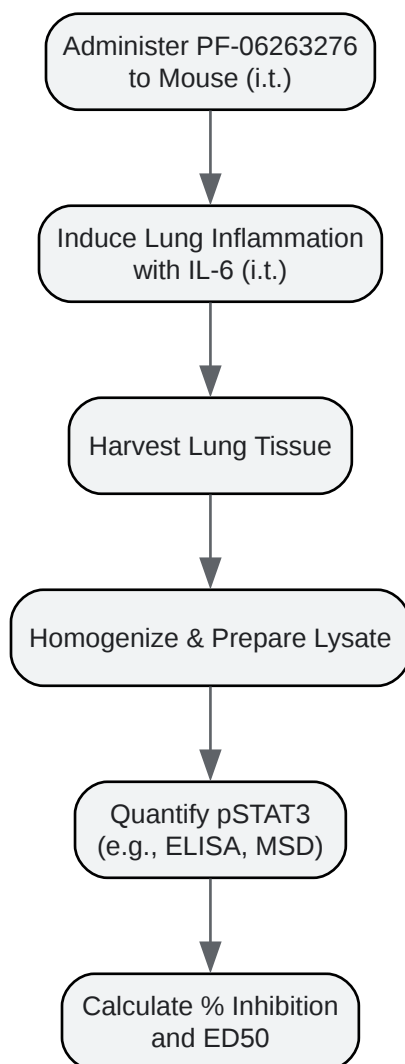 Administer PF-06263276
to Mouse (i.t.)
Induce Lung Inflammation
with IL-6 (i.t.)
Harvest Lung Tissue
Homogenize & Prepare Lysate
Quantify pSTAT3
(e.g., ELISA, MSD)
Calculate % Inhibition
and ED50